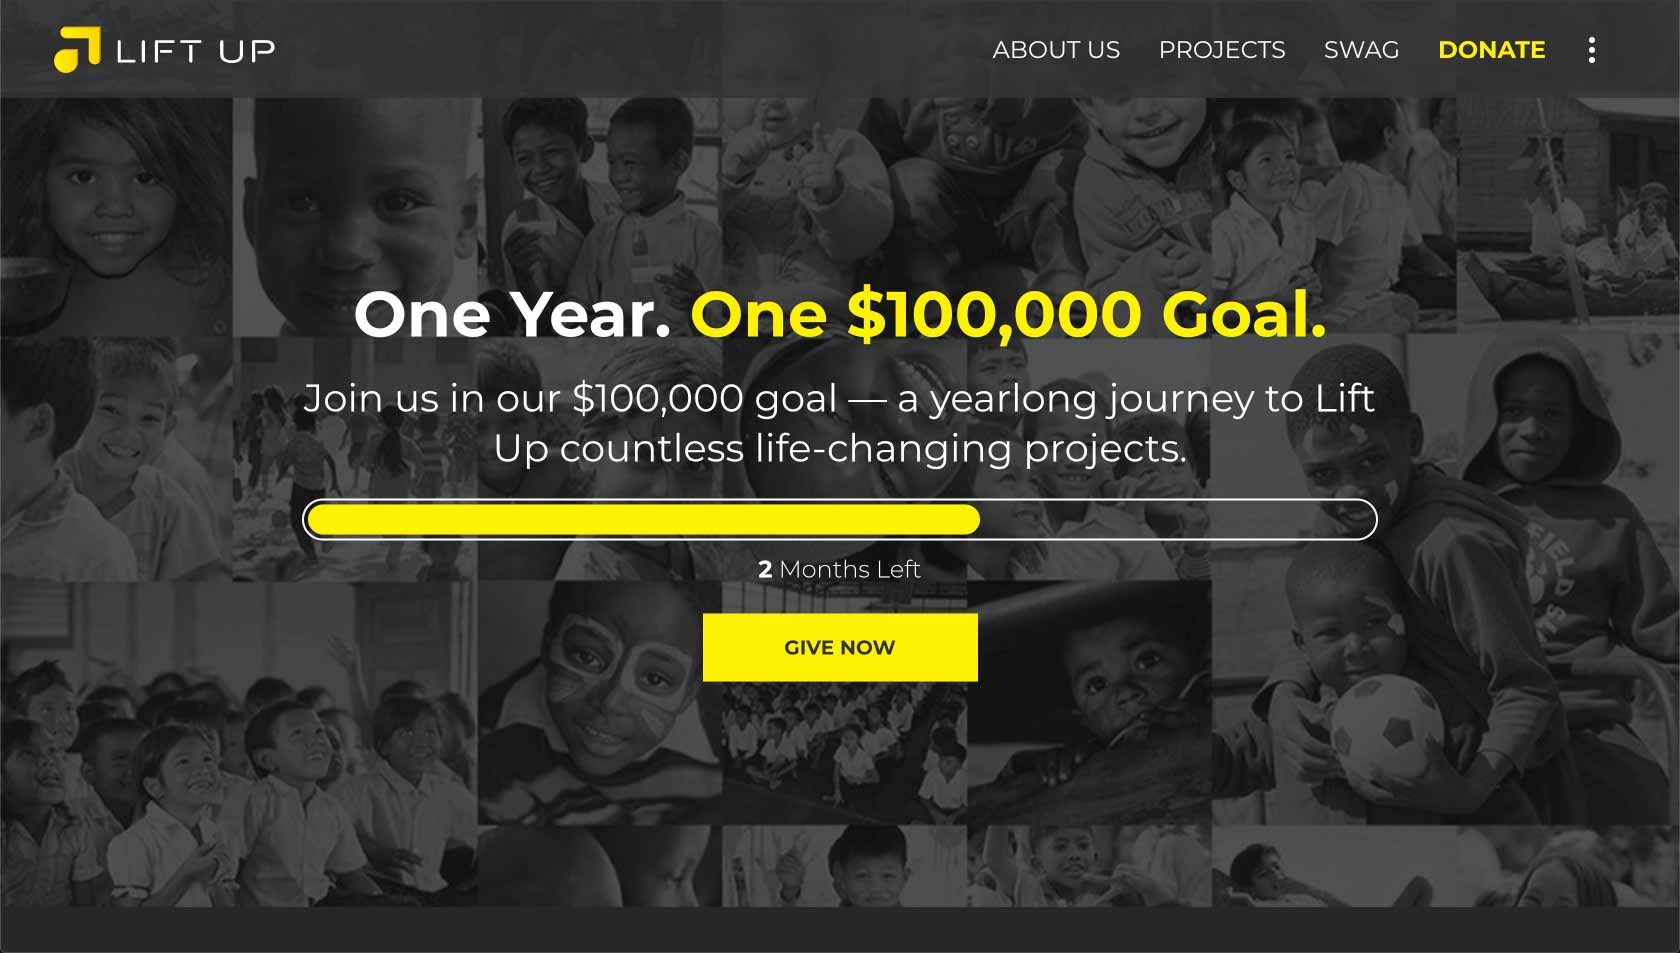 LIFT UP
ABOUT US PROJECTS SWAG DONATE
One Year. One $100,000 Goal.
Join us in our $100,000 goal — a yearlong journey to Lift
Up countless life-changing projects.
2 Months Left
GIVE NOW
FIELD